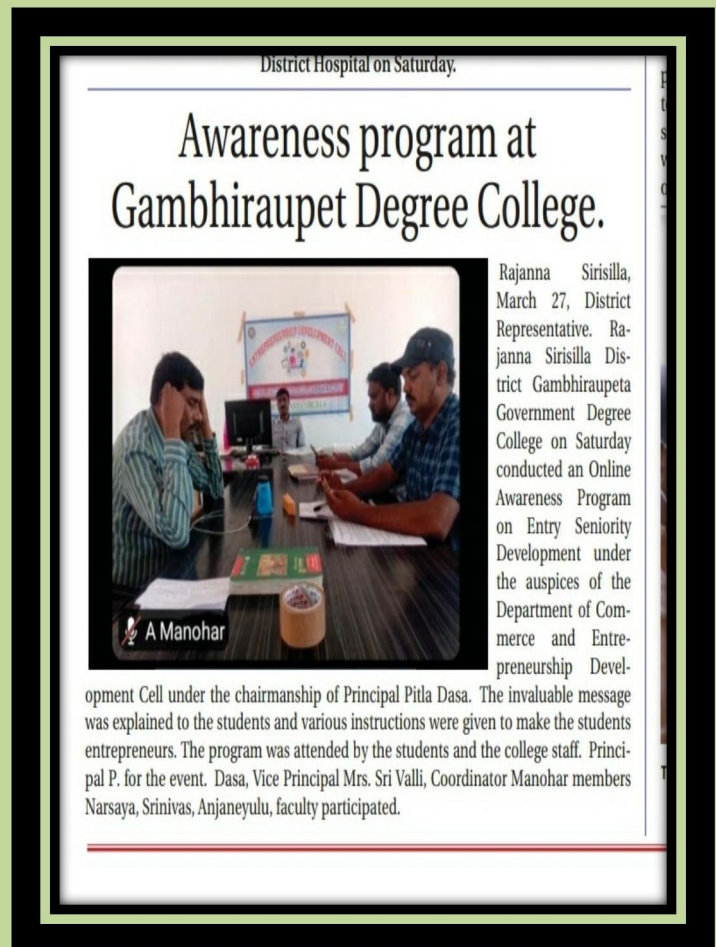 District Hospital on Saturday.
Awareness program at
Gambhiraupet Degree College.
ENTREPRENEURSHIP DEVELOPMENT CELL
A Manohar
Rajanna Sirisilla,
March 27, District
Representative. Ra-
janna Sirisilla Dis-
trict Gambhiraupeta
Government Degree
College on Saturday
conducted an Online
Awareness Program
on Entry Seniority
Development under
the auspices of the
Department of Com-
merce and Entre-
preneurship Devel-
opment Cell under the chairmanship of Principal Pitla Dasa. The invaluable message
was explained to the students and various instructions were given to make the students
entrepreneurs. The program was attended by the students and the college staff. Princi-
pal P. for the event. Dasa, Vice Principal Mrs. Sri Valli, Coordinator Manohar members
Narsaya, Srinivas, Anjaneyulu, faculty participated.